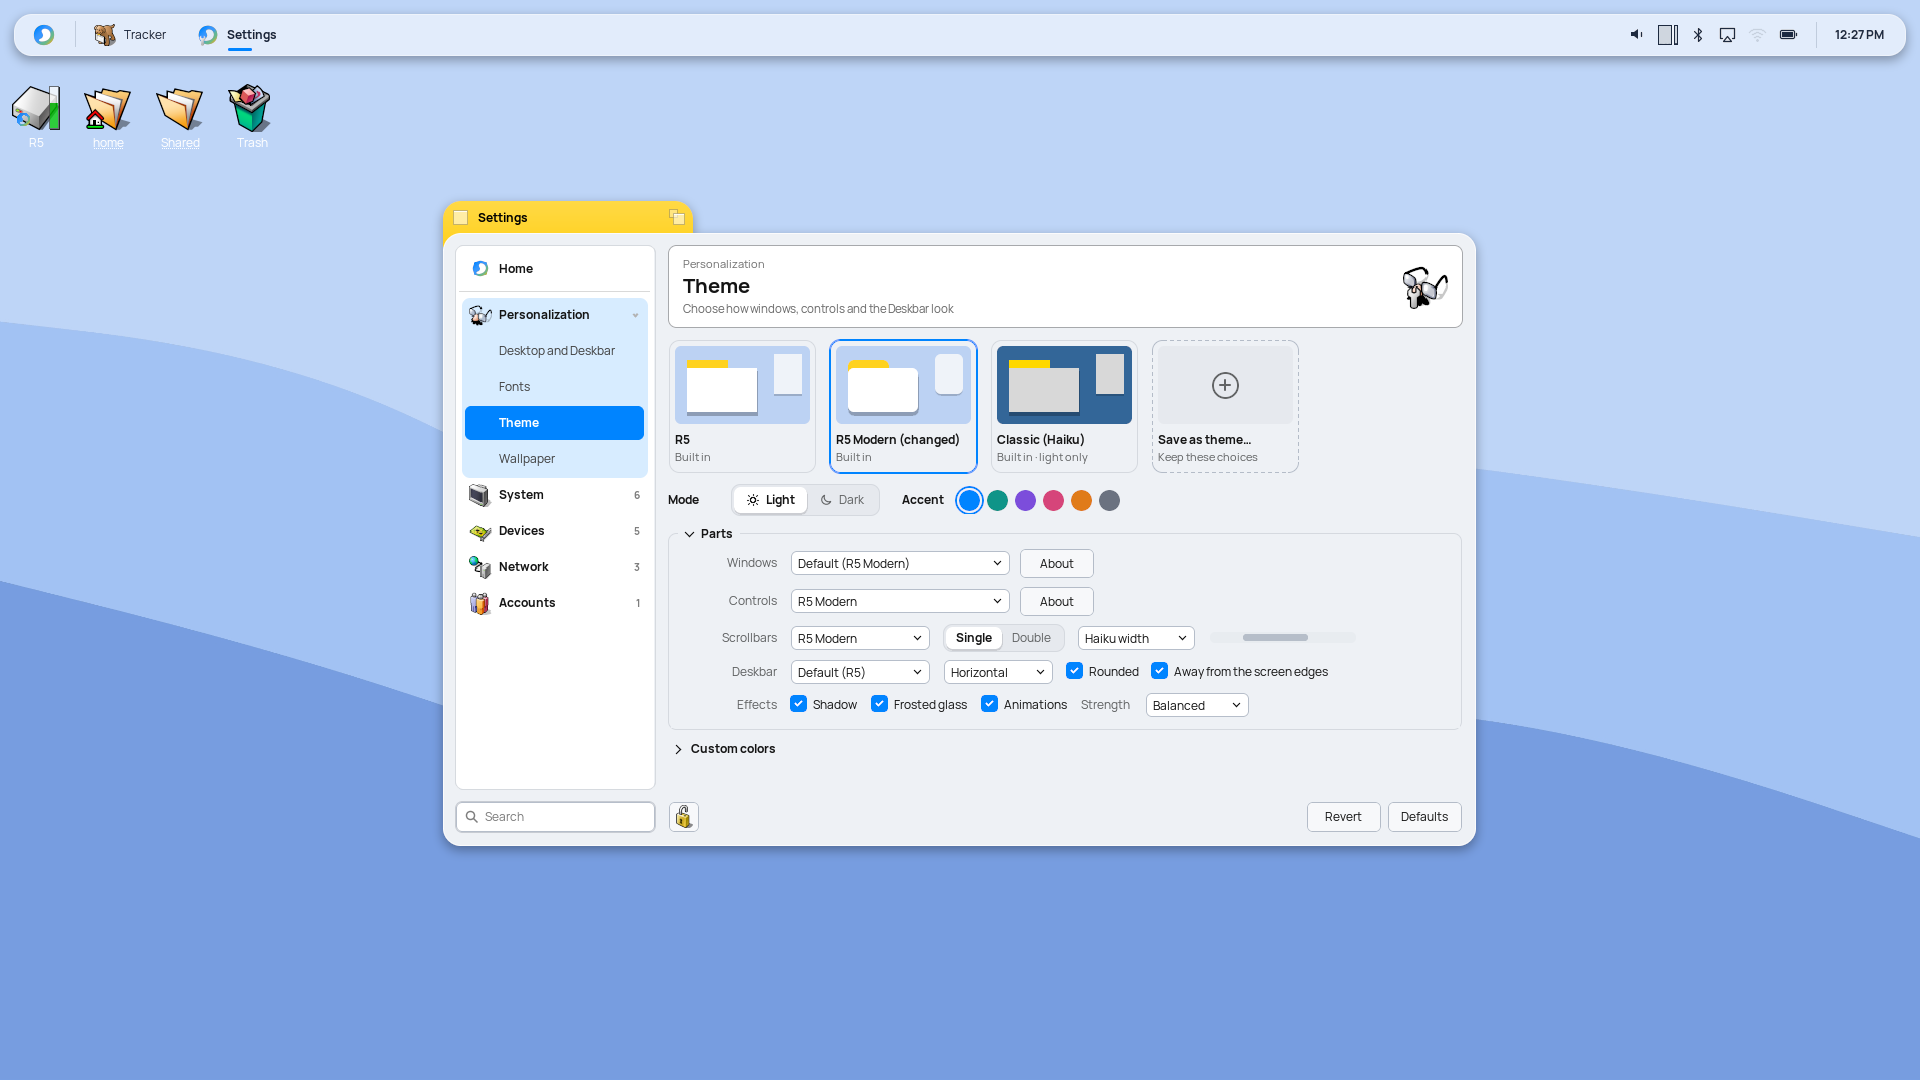 Tracker
Settings
12:27 PM
R5
home
Shared
Trash
Settings
Home
Personalization
Desktop and Deskbar
Fonts
Theme
Wallpaper
System 6
Devices 5
Network 3
Accounts 1
Search
Personalization
Theme
Choose how windows, controls and the Deskbar look
R5
Built in
R5 Modern (changed)
Built in
Classic (Haiku)
Built in · light only
Save as theme…
Keep these choices
Mode Light Dark Accent
Parts
Windows Default (R5 Modern) About
Controls R5 Modern About
Scrollbars R5 Modern Single Double Haiku width
Deskbar Default (R5) Horizontal Rounded Away from the screen edges
Effects Shadow Frosted glass Animations Strength Balanced
Custom colors
Revert Defaults